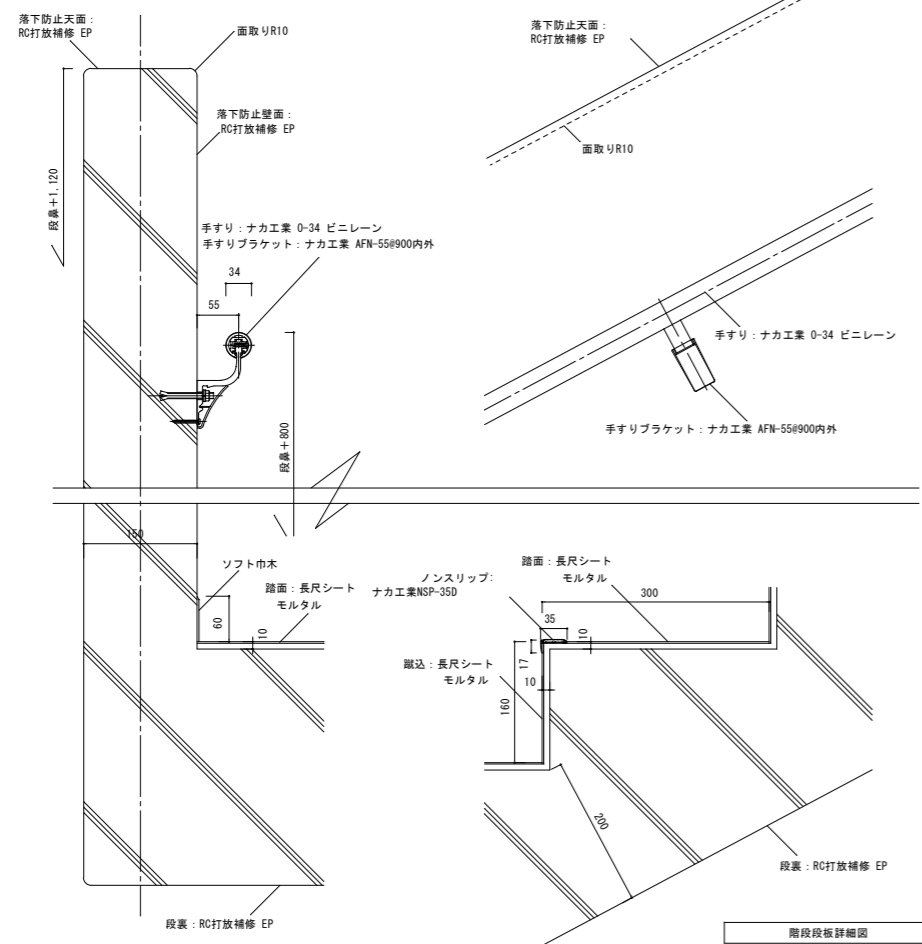 落下防止天面：
RC打放補修 EP
面取りR10
落下防止壁面：
RC打放補修 EP
段鼻＋1,120
手すり：ナカ工業 O-34 ビニレーン
手すりブラケット：ナカ工業 AFN-55@900内外
34
55
段鼻＋800
落下防止天面：
RC打放補修 EP
面取りR10
手すり：ナカ工業 O-34 ビニレーン
手すりブラケット：ナカ工業 AFN-55@900内外
150
ソフト巾木
踏面：長尺シート
モルタル
60
10
段裏：RC打放補修 EP
ノンスリップ：
ナカ工業NSP-35D
踏面：長尺シート
モルタル
300
35
10
17
蹴込：長尺シート
モルタル
10
160
200
段裏：RC打放補修 EP
階段段板詳細図